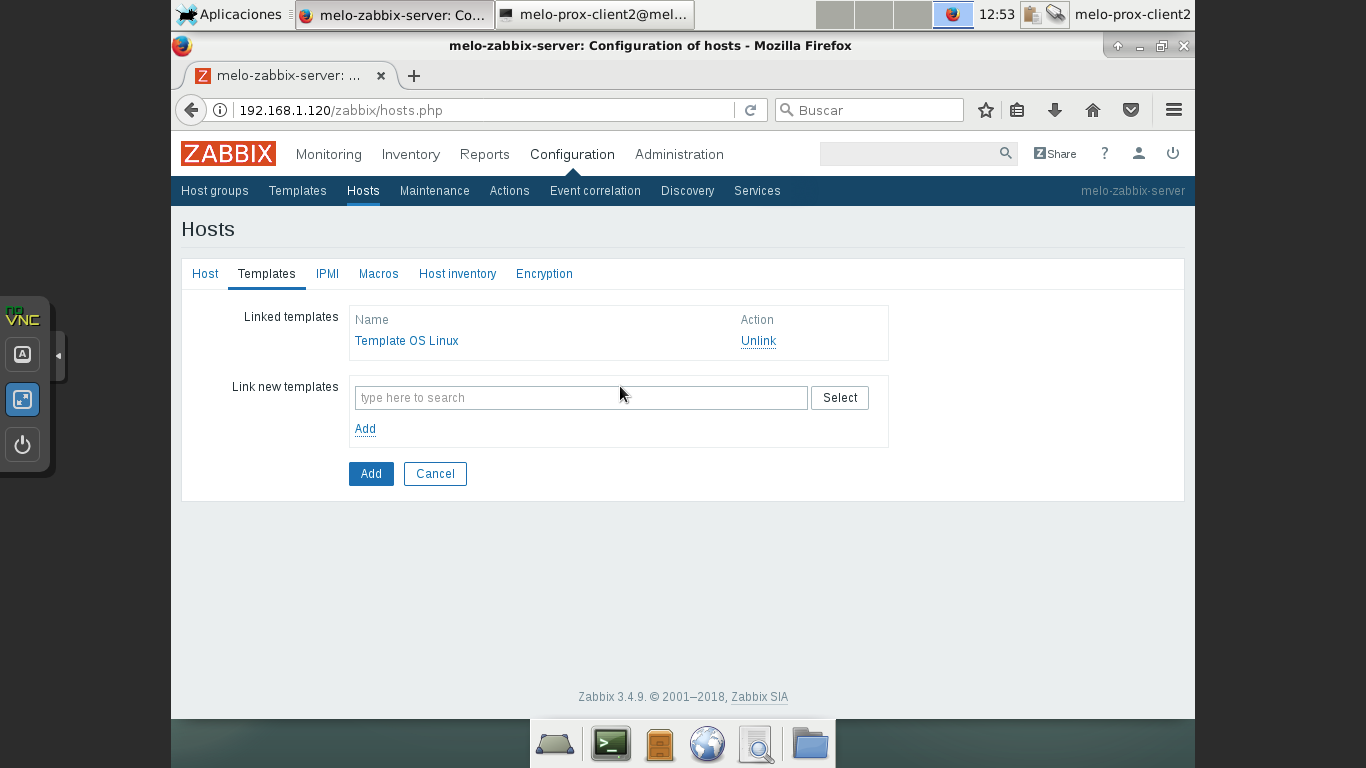 Aplicaciones
melo-zabbix-server: Co...
melo-prox-client2@mel...
12:53
melo-prox-client2
melo-zabbix-server: Configuration of hosts - Mozilla Firefox
Z melo-zabbix-server: ...
192.168.1.120/zabbix/hosts.php
Buscar
ZABBIX Monitoring Inventory Reports Configuration Administration
Z Share ?
Host groups Templates Hosts Maintenance Actions Event correlation Discovery Services melo-zabbix-server
Hosts
Host Templates IPMI Macros Host inventory Encryption
Linked templates
Name Action
Template OS Linux Unlink
Link new templates
type here to search Select
Add
Add Cancel
Zabbix 3.4.9. © 2001–2018, Zabbix SIA
no
VNC
A